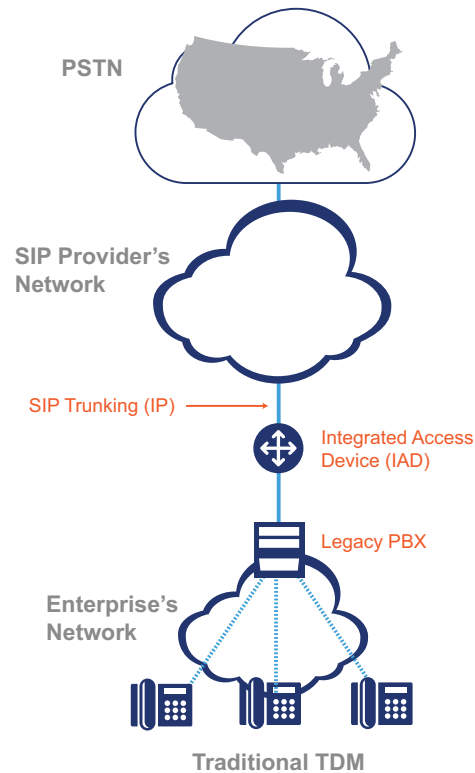 PSTN
SIP Provider's
Network
SIP Trunking (IP)
Integrated Access
Device (IAD)
Legacy PBX
Enterprise's
Network
Traditional TDM